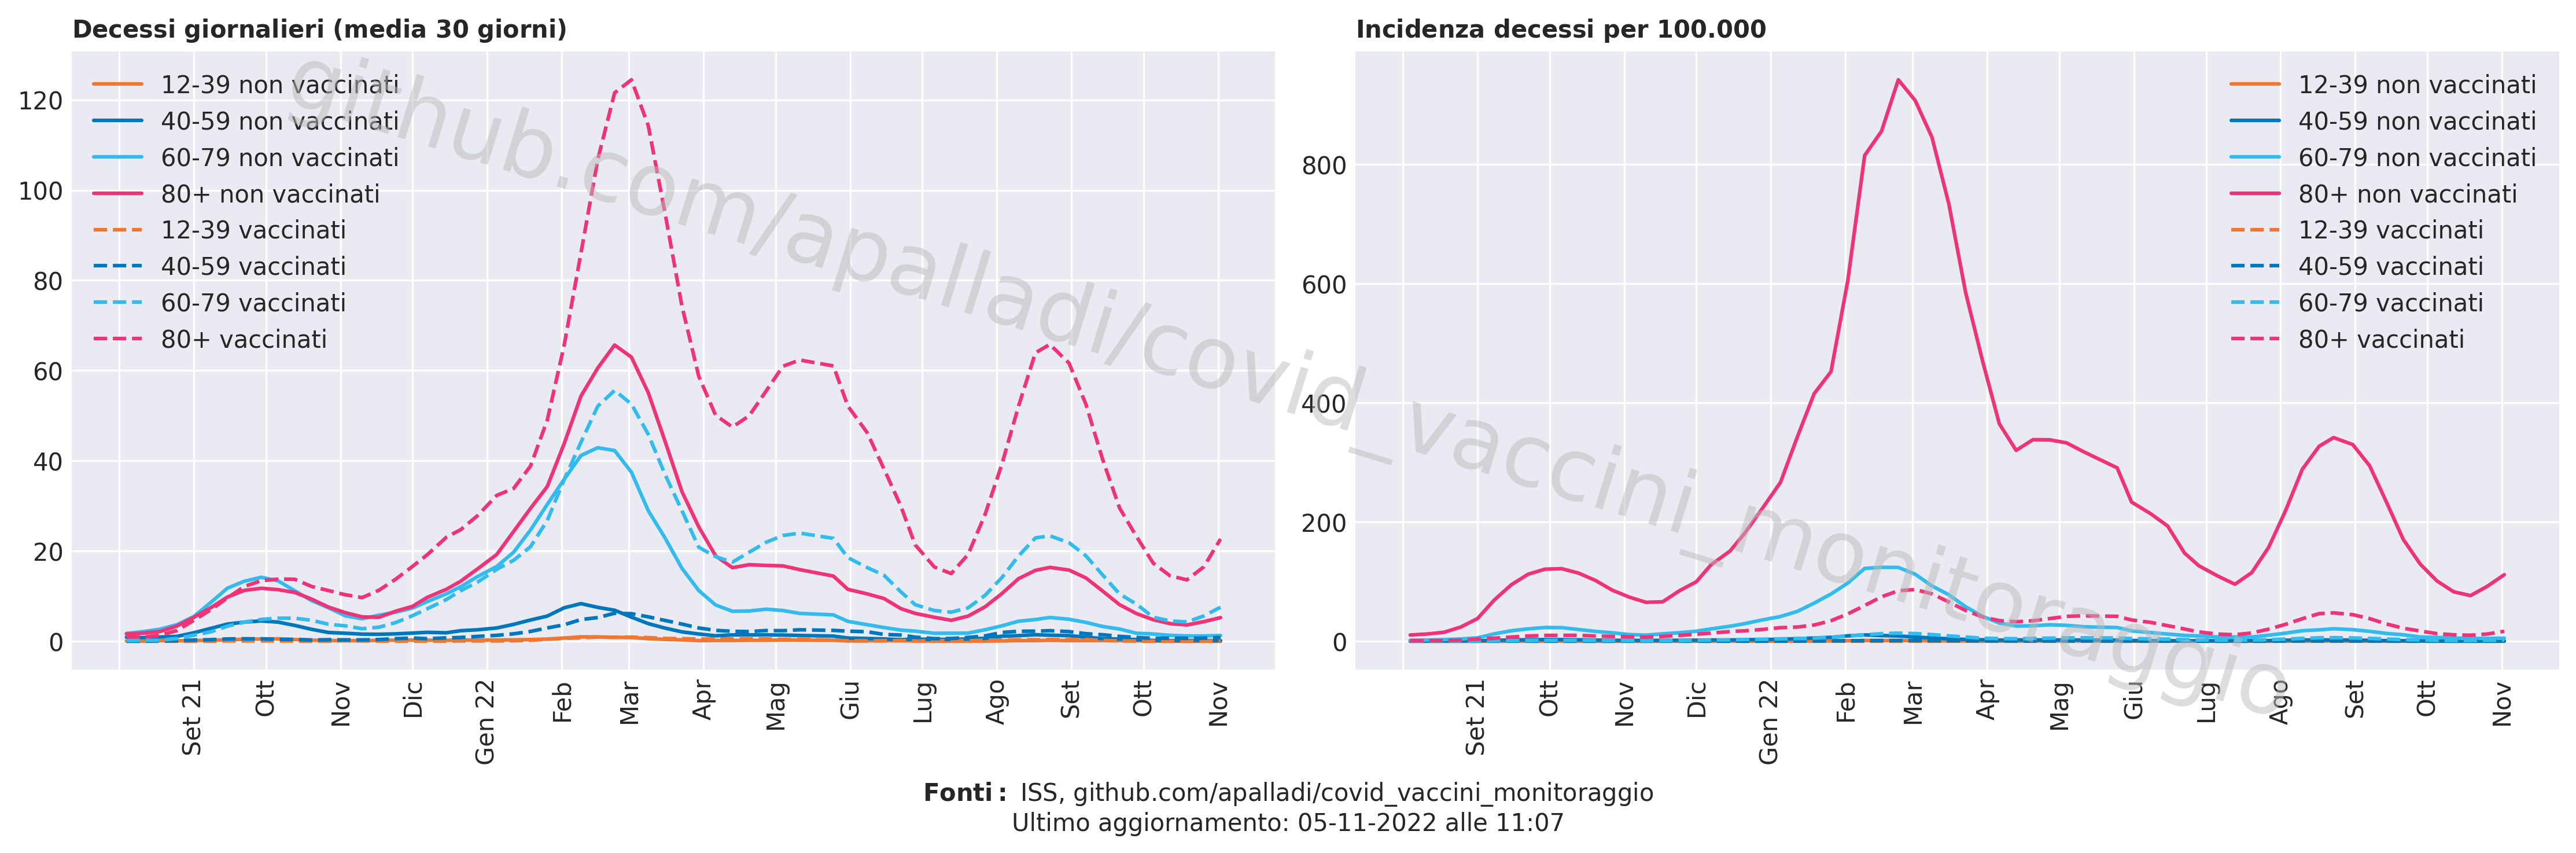 Decessi giornalieri (media 30 giorni)
120
100
80
60
40
20
0
12-39 non vaccinati
40-59 non vaccinati
60-79 non vaccinati
80+ non vaccinati
12-39 vaccinati
40-59 vaccinati
60-79 vaccinati
80+ vaccinati
Set 21
Ott
Nov
Dic
Gen 22
Feb
Mar
Apr
Mag
Giu
Lug
Ago
Set
Ott
Nov
Incidenza decessi per 100.000
800
600
400
200
0
12-39 non vaccinati
40-59 non vaccinati
60-79 non vaccinati
80+ non vaccinati
12-39 vaccinati
40-59 vaccinati
60-79 vaccinati
80+ vaccinati
Set 21
Ott
Nov
Dic
Gen 22
Feb
Mar
Apr
Mag
Giu
Lug
Ago
Set
Ott
Nov
github.com/apalladi/covid_vaccini_monitoraggio
Fonti: ISS, github.com/apalladi/covid_vaccini_monitoraggio
Ultimo aggiornamento: 05-11-2022 alle 11:07